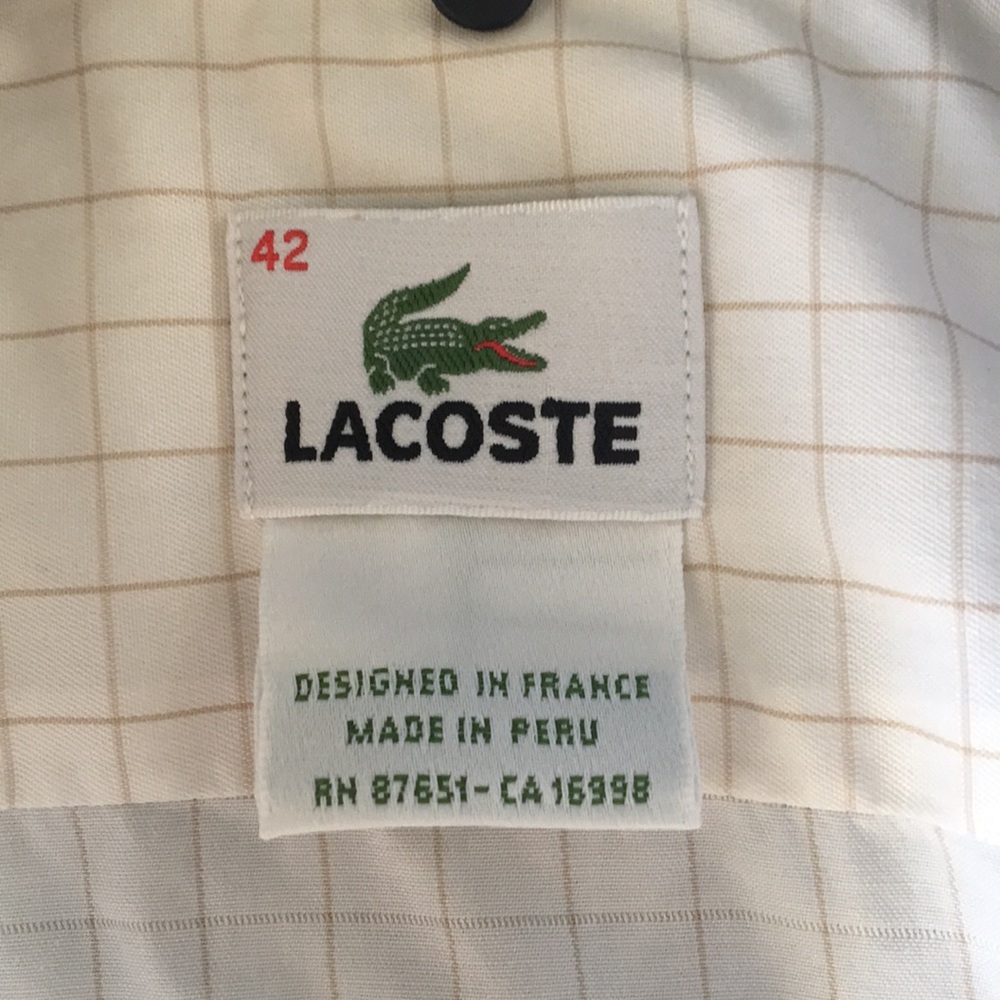 42
LACOSTE
DESIGNED IN FRANCE
MADE IN PERU
RN 87651-CA 16998